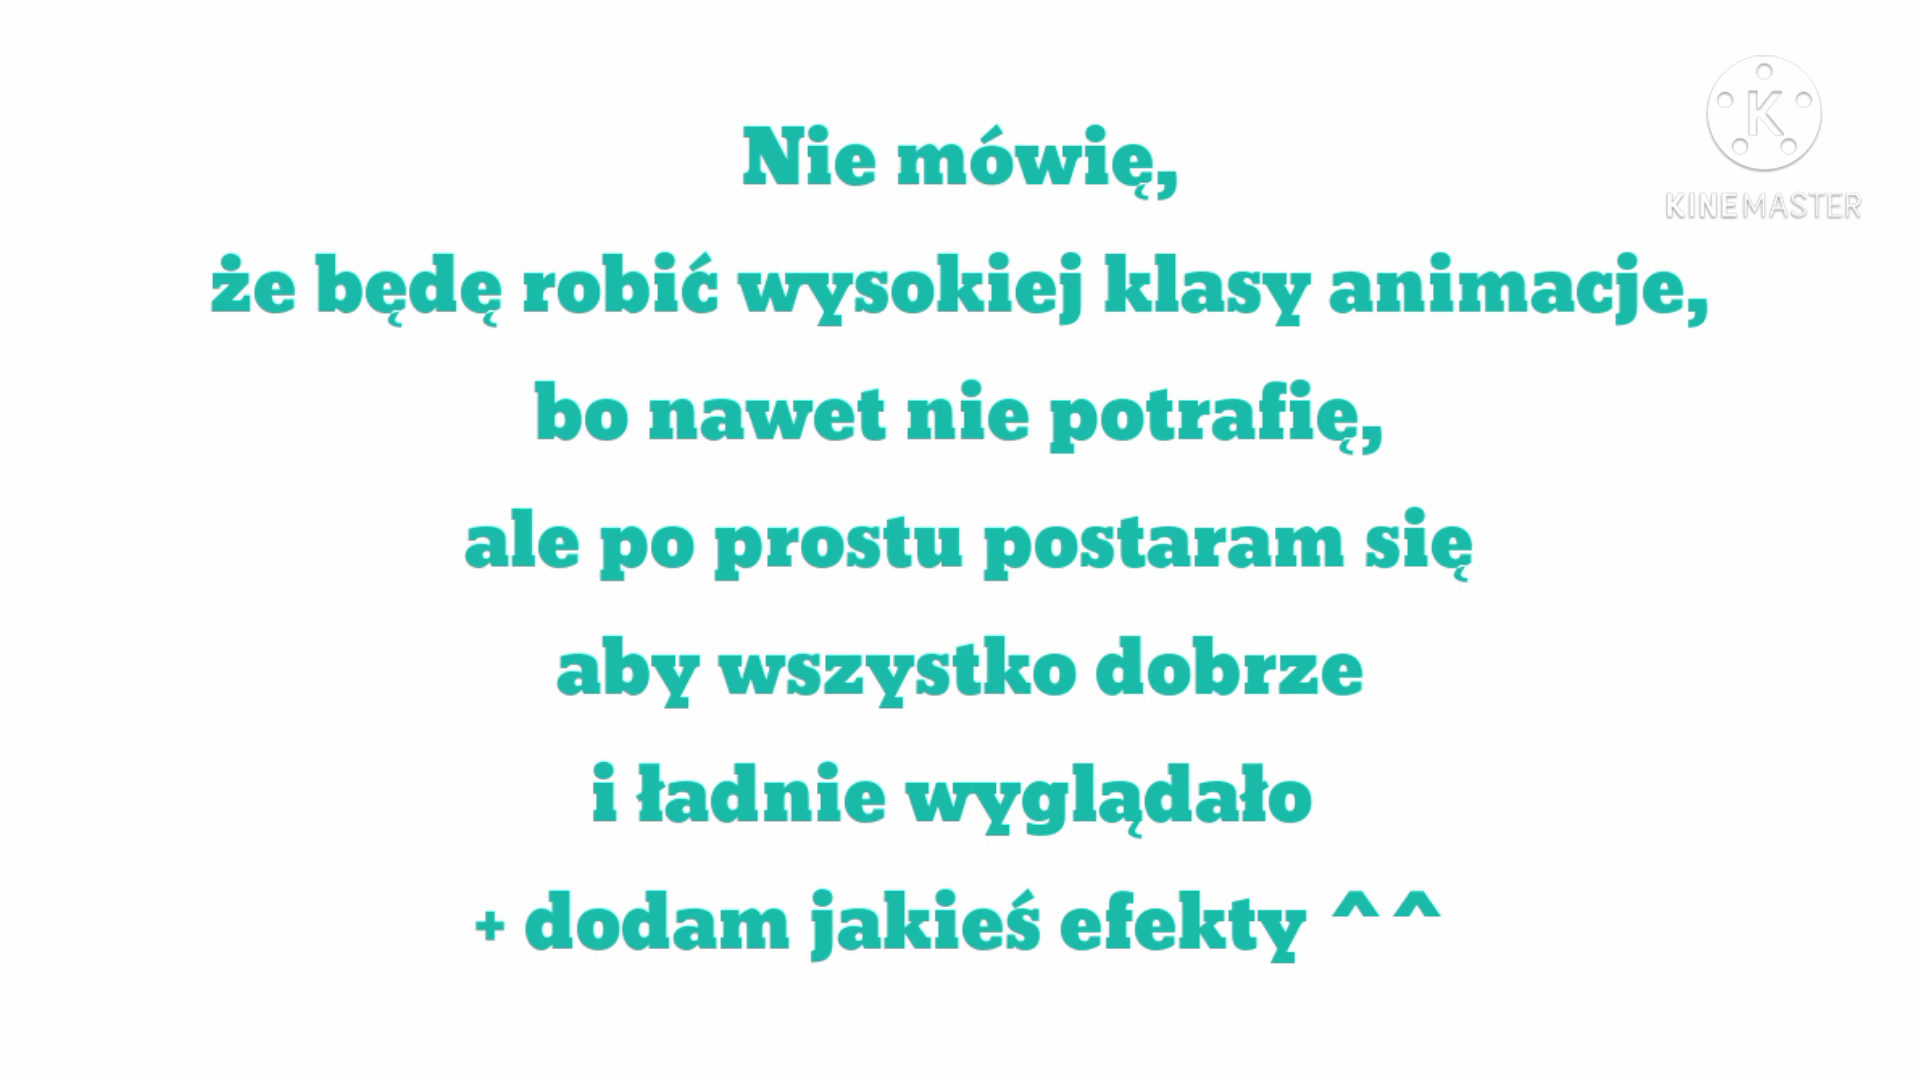 Nie mówię,
że będę robić wysokiej klasy animacje,
bo nawet nie potrafię,
ale po prostu postaram się
aby wszystko dobrze
i ładnie wyglądało
+ dodam jakieś efekty ^^
K
KINEMASTER